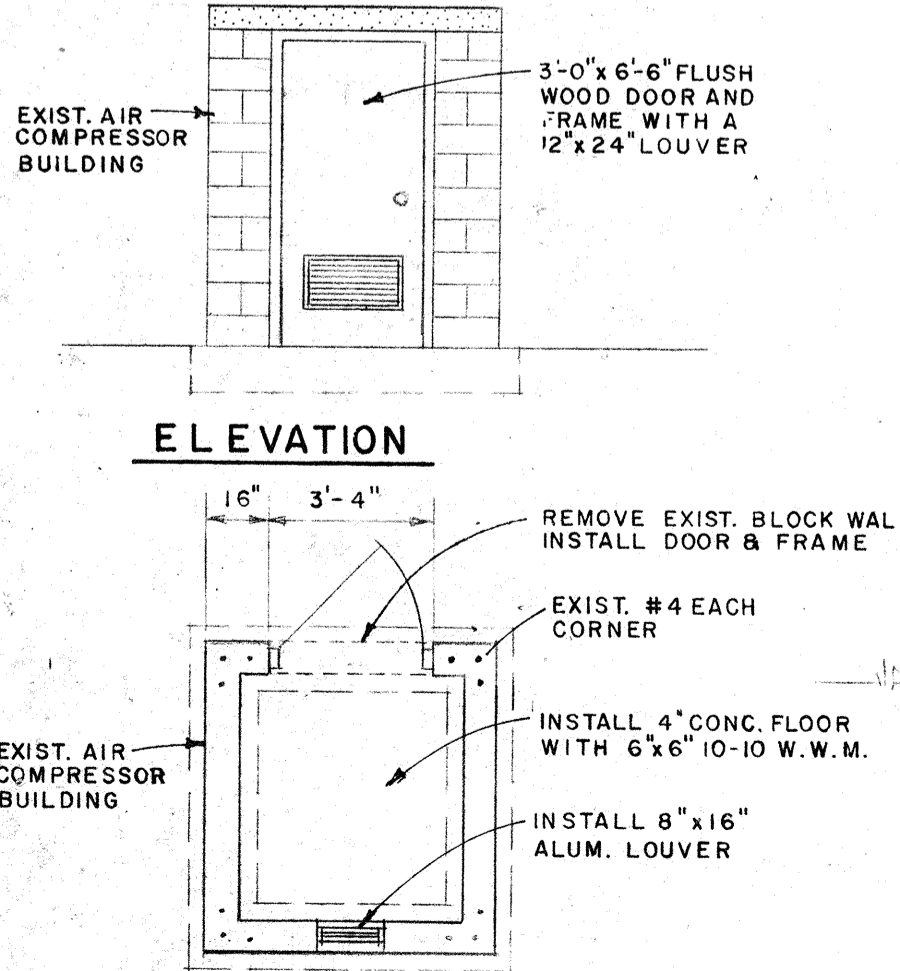 3'-0" x 6'-6" FLUSH
WOOD DOOR AND
FRAME WITH A
12" x 24" LOUVER
EXIST. AIR
COMPRESSOR
BUILDING
ELEVATION
16"
3'-4"
REMOVE EXIST. BLOCK WAL
INSTALL DOOR & FRAME
EXIST. #4 EACH
CORNER
INSTALL 4" CONC. FLOOR
WITH 6"x6" 10-10 W.W.M.
EXIST. AIR
COMPRESSOR
BUILDING
INSTALL 8"x16"
ALUM. LOUVER